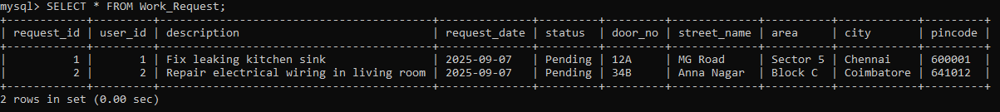 mysql> SELECT * FROM Work_Request;
+------------+---------+-----------------------------------------+--------------+---------+---------+-------------+----------+------------+---------+
| request_id | user_id | description                             | request_date | status  | door_no | street_name | area     | city       | pincode |
+------------+---------+-----------------------------------------+--------------+---------+---------+-------------+----------+------------+---------+
|          1 |       1 | Fix leaking kitchen sink                | 2025-09-07   | Pending | 12A     | MG Road     | Sector 5 | Chennai    | 600001  |
|          2 |       2 | Repair electrical wiring in living room | 2025-09-07   | Pending | 34B     | Anna Nagar  | Block C  | Coimbatore | 641012  |
+------------+---------+-----------------------------------------+--------------+---------+---------+-------------+----------+------------+---------+
2 rows in set (0.00 sec)